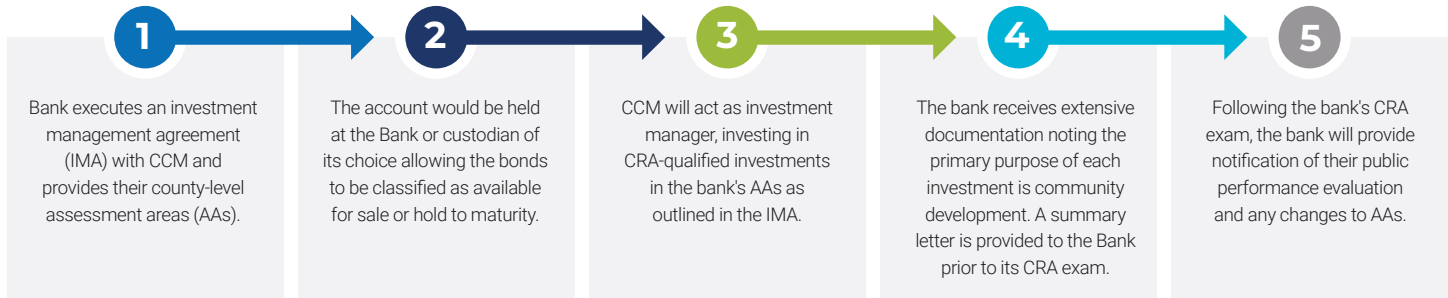 1
Bank executes an investment
management agreement
(IMA) with CCM and
provides their county-level
assessment areas (AAs).
2
The account would be held
at the Bank or custodian of
its choice allowing the bonds
to be classified as available
for sale or hold to maturity.
3
CCM will act as investment
manager, investing in
CRA-qualified investments
in the bank's AAs as
outlined in the IMA.
4
The bank receives extensive
documentation noting the
primary purpose of each
investment is community
development. A summary
letter is provided to the Bank
prior to its CRA exam.
5
Following the bank's CRA
exam, the bank will provide
notification of their public
performance evaluation
and any changes to AAs.